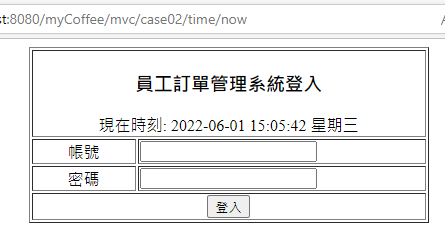 st:8080/myCoffee/mvc/case02/time/now
員工訂單管理系統登入
現在時刻: 2022-06-01 15:05:42 星期三
帳號
密碼
登入